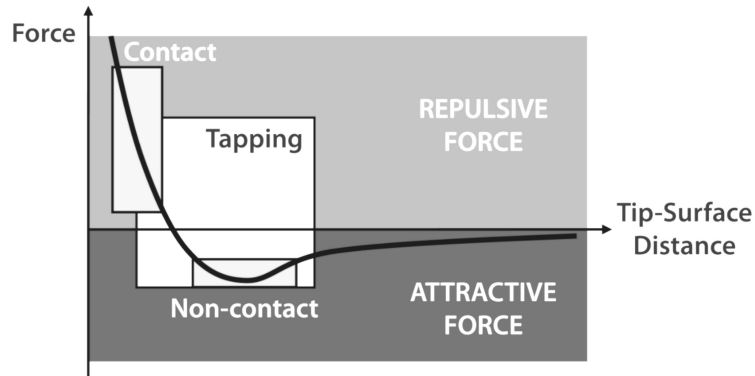 Force
Contact
REPULSIVE
FORCE
Tapping
Tip-Surface
Distance
Non-contact
ATTRACTIVE
FORCE